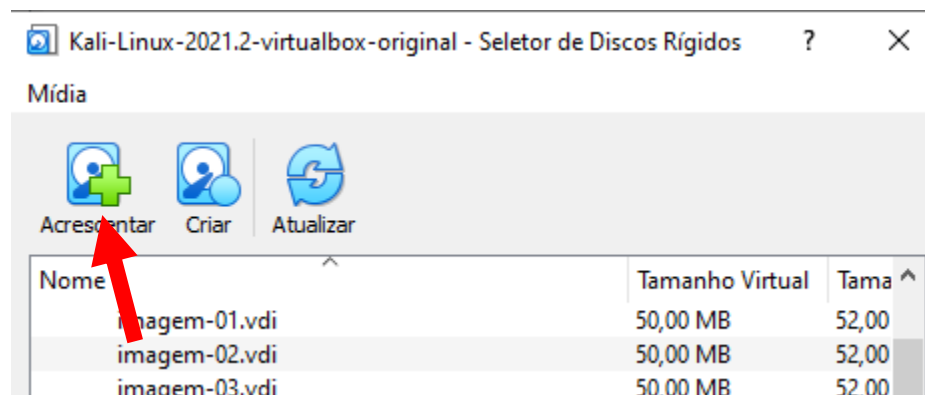 Kali-Linux-2021.2-virtualbox-original - Seletor de Discos Rígidos ?
Mídia
Acrescentar Criar Atualizar
Nome Tamanho Virtual Tama
imagem-01.vdi 50,00 MB 52,00
imagem-02.vdi 50,00 MB 52,00
imagem-03.vdi 50,00 MB 52,00